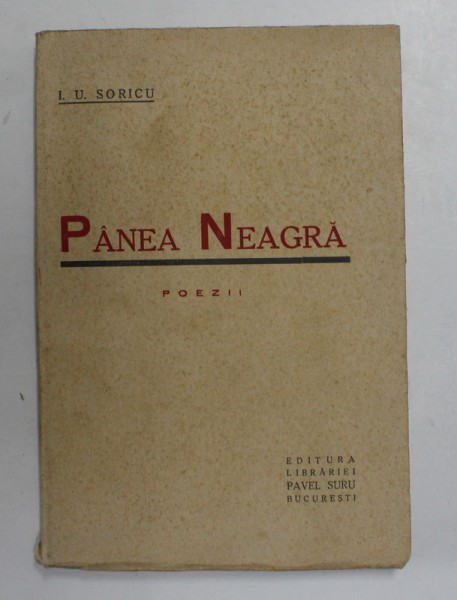 I. U. SORICU
PÂNEA NEAGRĂ
POEZII
EDITURA
LIBRĂRIEI
PAVEL SURU
BUCUREȘTI